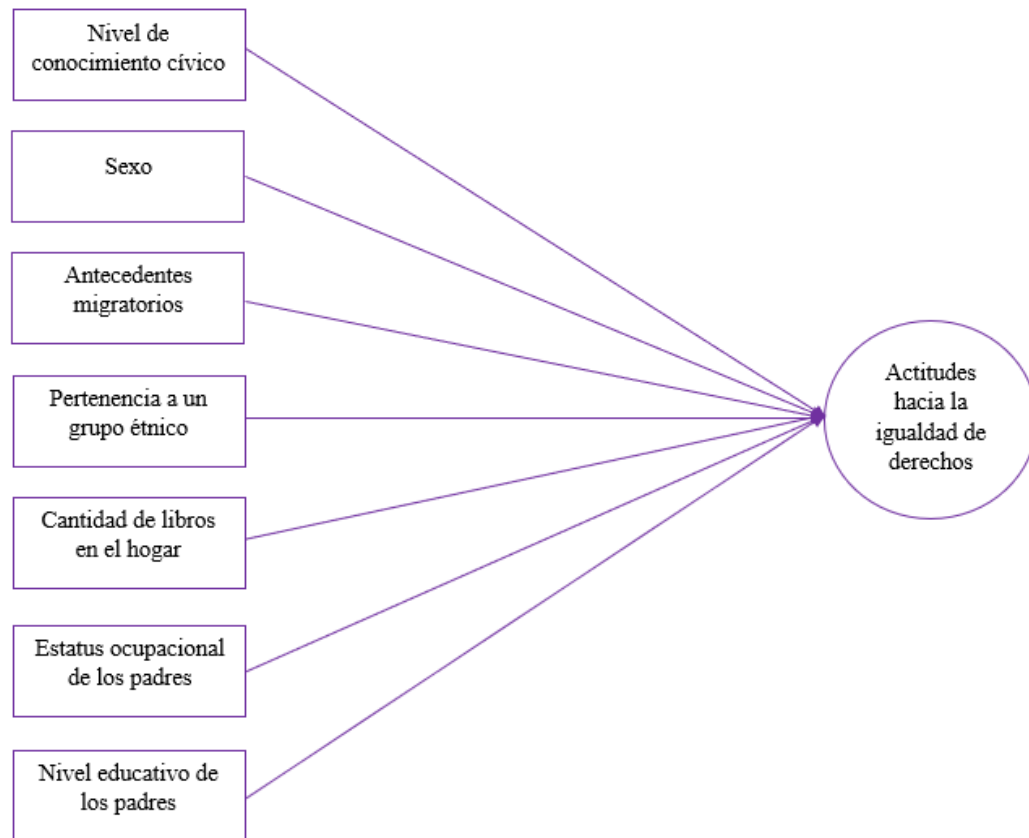 Nivel de
conocimiento cívico
Sexo
Antecedentes
migratorios
Pertenencia a un
grupo étnico
Cantidad de libros
en el hogar
Estatus ocupacional
de los padres
Nivel educativo de
los padres
Actitudes
hacia la
igualdad de
derechos